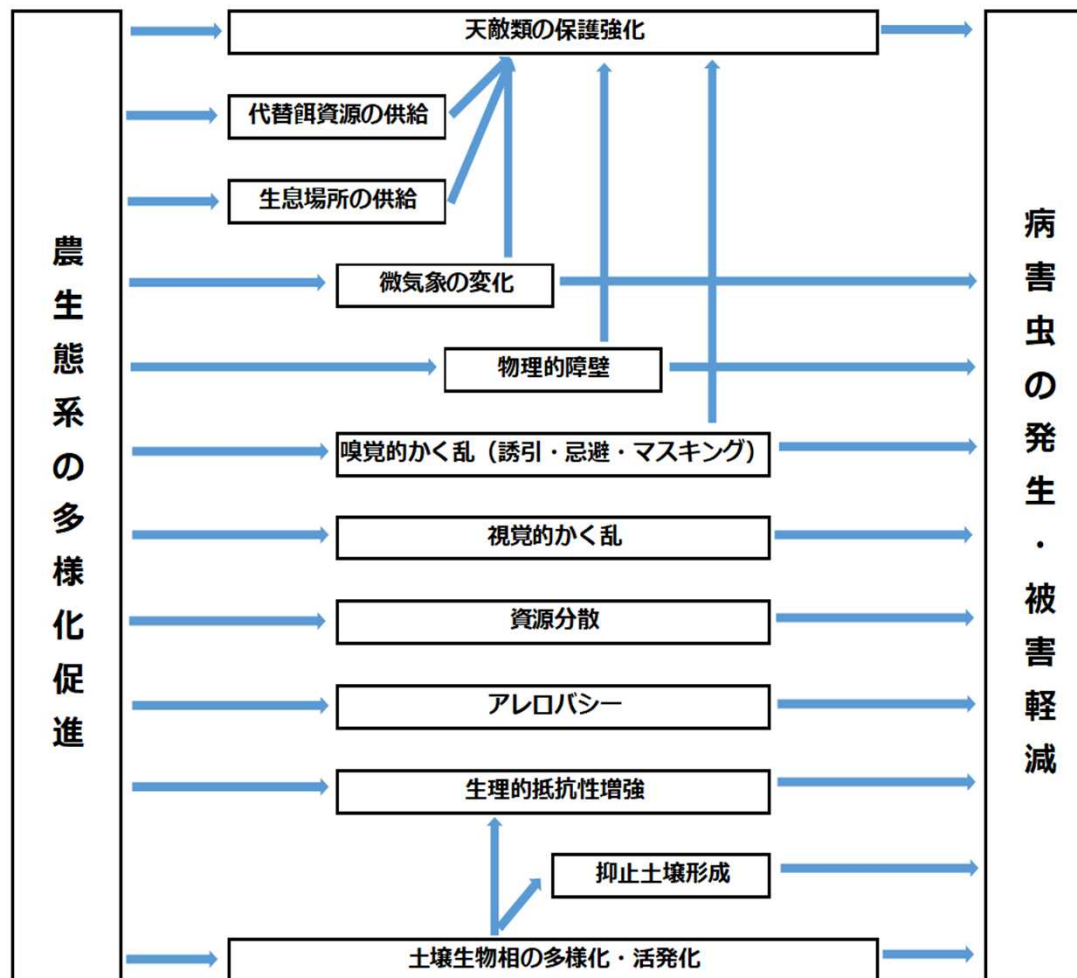 農生態系の多様化促進
天敵類の保護強化
代替餌資源の供給
生息場所の供給
微気象の変化
物理的障壁
嗅覚的かく乱（誘引・忌避・マスキング）
視覚的かく乱
資源分散
アレロバシー
生理的抵抗性増強
抑止土壌形成
土壌生物相の多様化・活発化
病害虫の発生・被害軽減